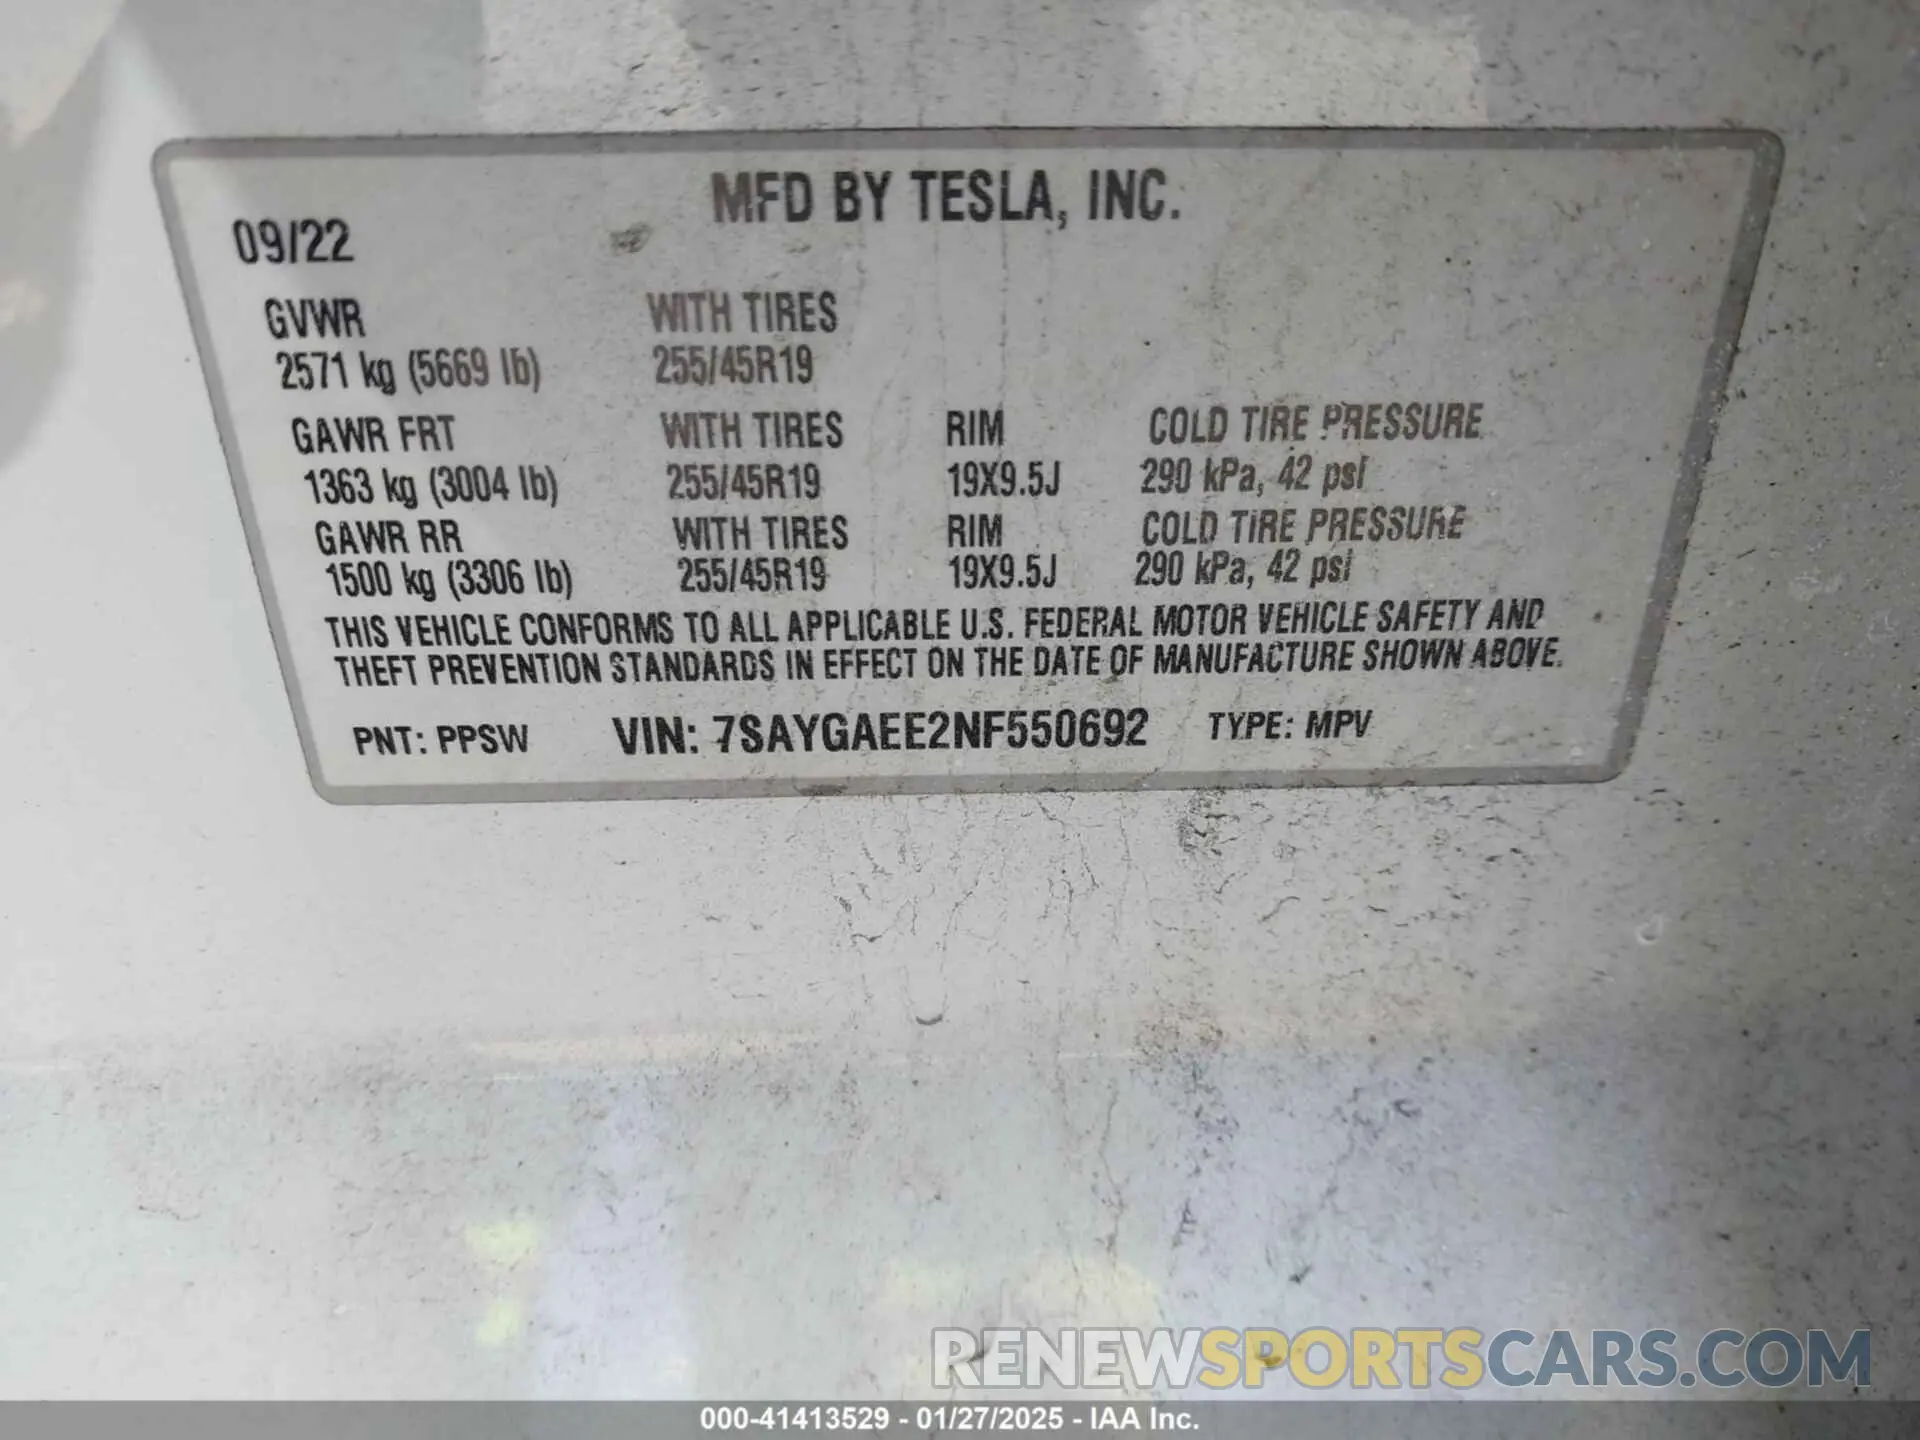 MFD BY TESLA, INC.
09/22
GVWR WITH TIRES
2571 kg (5669 lb) 255/45R19
GAWR FRT WITH TIRES RIM COLD TIRE PRESSURE
1363 kg (3004 lb) 255/45R19 19X9.5J 290 kPa, 42 psi
GAWR RR WITH TIRES RIM COLD TIRE PRESSURE
1500 kg (3306 lb) 255/45R19 19X9.5J 290 kPa, 42 psi
THIS VEHICLE CONFORMS TO ALL APPLICABLE U.S. FEDERAL MOTOR VEHICLE SAFETY AND
THEFT PREVENTION STANDARDS IN EFFECT ON THE DATE OF MANUFACTURE SHOWN ABOVE.
PNT: PPSW VIN: 7SAYGAEE2NF550692 TYPE: MPV
RENEWSPORTSCARS.COM
000-41413529 - 01/27/2025 - IAA Inc.